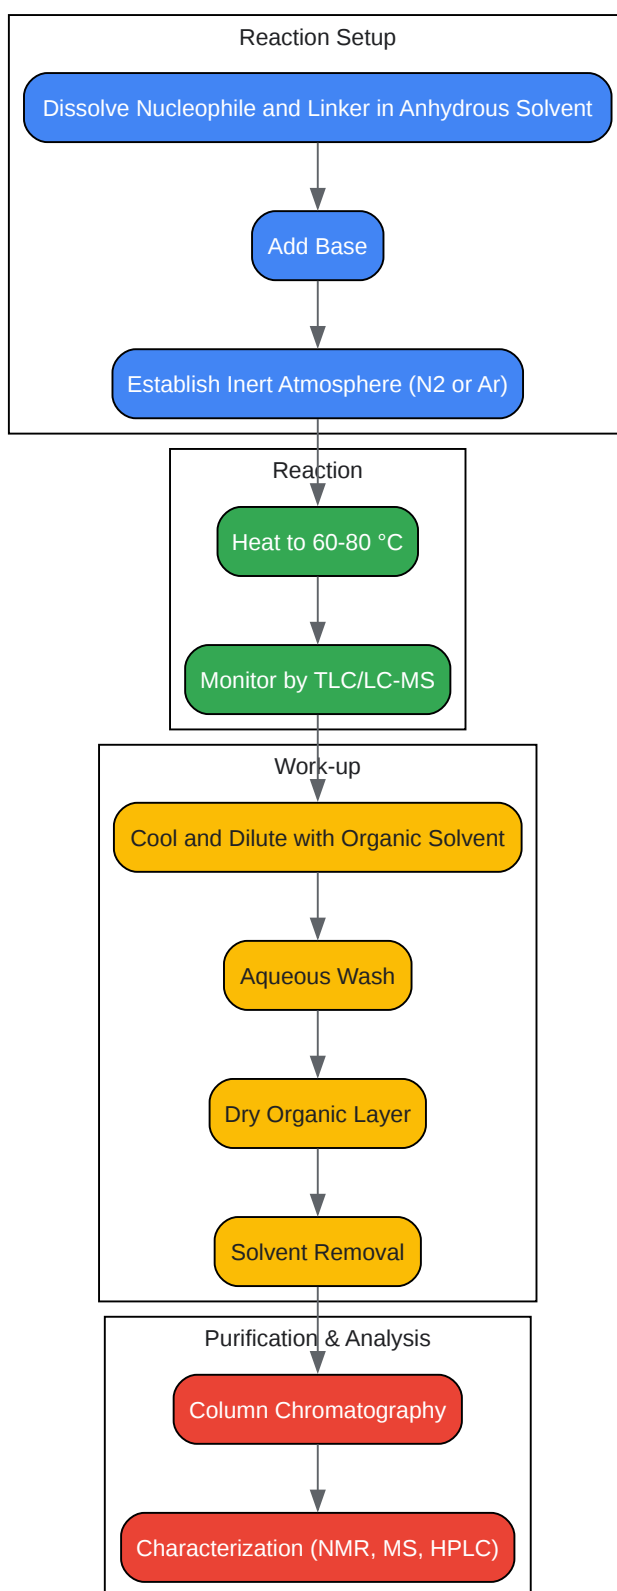 Reaction Setup
Dissolve Nucleophile and Linker in Anhydrous Solvent
Add Base
Establish Inert Atmosphere (N2 or Ar)
Reaction
Heat to 60-80 °C
Monitor by TLC/LC-MS
Work-up
Cool and Dilute with Organic Solvent
Aqueous Wash
Dry Organic Layer
Solvent Removal
Purification & Analysis
Column Chromatography
Characterization (NMR, MS, HPLC)